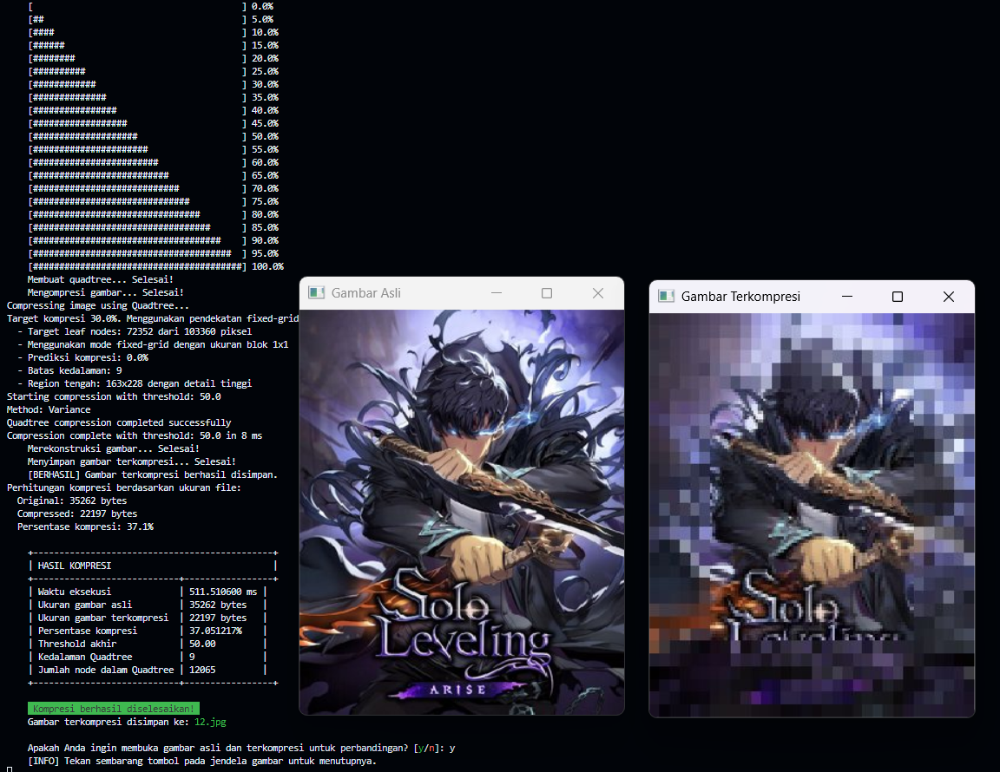 [                                        ] 0.0%
[##                                      ] 5.0%
[####                                    ] 10.0%
[######                                  ] 15.0%
[########                                ] 20.0%
[##########                              ] 25.0%
[############                            ] 30.0%
[##############                          ] 35.0%
[################                        ] 40.0%
[##################                      ] 45.0%
[####################                    ] 50.0%
[######################                  ] 55.0%
[########################                ] 60.0%
[##########################              ] 65.0%
[############################            ] 70.0%
[##############################          ] 75.0%
[################################        ] 80.0%
[##################################      ] 85.0%
[####################################    ] 90.0%
[######################################  ] 95.0%
[########################################] 100.0%
Membuat quadtree... Selesai!
Mengompresi gambar... Selesai!
Compressing image using Quadtree...
Target kompresi 30.0%. Menggunakan pendekatan fixed-grid
- Target leaf nodes: 72352 dari 103360 piksel
- Menggunakan mode fixed-grid dengan ukuran blok 1x1
- Prediksi kompresi: 0.0%
- Batas kedalaman: 9
- Region tengah: 163x228 dengan detail tinggi
Starting compression with threshold: 50.0
Method: Variance
Quadtree compression completed successfully
Compression complete with threshold: 50.0 in 8 ms
Merekonstruksi gambar... Selesai!
Menyimpan gambar terkompresi... Selesai!
[BERHASIL] Gambar terkompresi berhasil disimpan.
Perhitungan kompresi berdasarkan ukuran file:
Original: 35262 bytes
Compressed: 22197 bytes
Persentase kompresi: 37.1%
+-----------------------------------------------+
| HASIL KOMPRESI                                |
+-----------------------------+-----------------+
| Waktu eksekusi              | 511.510600 ms   |
| Ukuran gambar asli          | 35262 bytes     |
| Ukuran gambar terkompresi   | 22197 bytes     |
| Persentase kompresi         | 37.051217%      |
| Threshold akhir             | 50.00           |
| Kedalaman Quadtree          | 9               |
| Jumlah node dalam Quadtree  | 12065           |
+-----------------------------+-----------------+
Kompresi berhasil diselesaikan!
Gambar terkompresi disimpan ke: 12.jpg
Apakah Anda ingin membuka gambar asli dan terkompresi untuk perbandingan? [y/n]: y
[INFO] Tekan sembarang tombol pada jendela gambar untuk menutupnya.
Gambar Asli
Solo
Leveling
ARISE
Gambar Terkompresi
Solo
Leveling